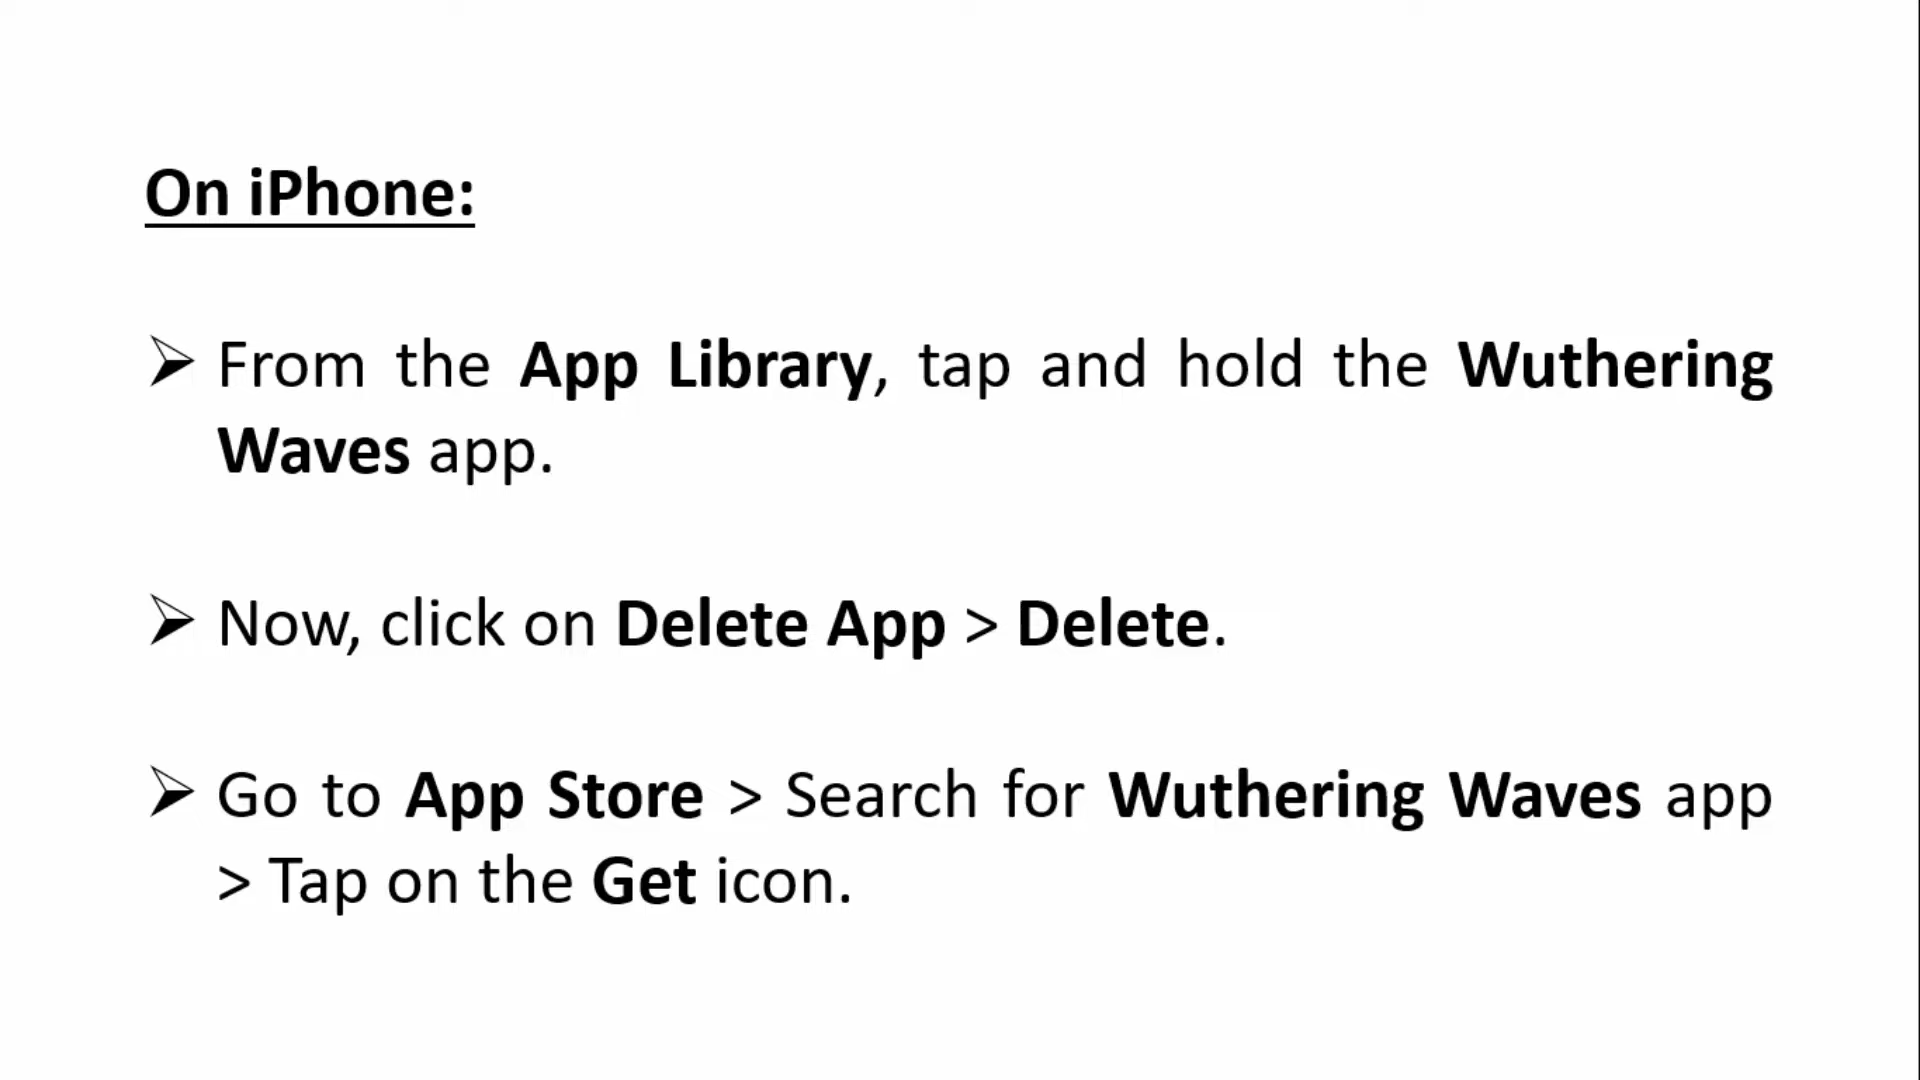 On iPhone:
From the App Library, tap and hold the Wuthering
Waves app.
Now, click on Delete App > Delete.
Go to App Store > Search for Wuthering Waves app
> Tap on the Get icon.